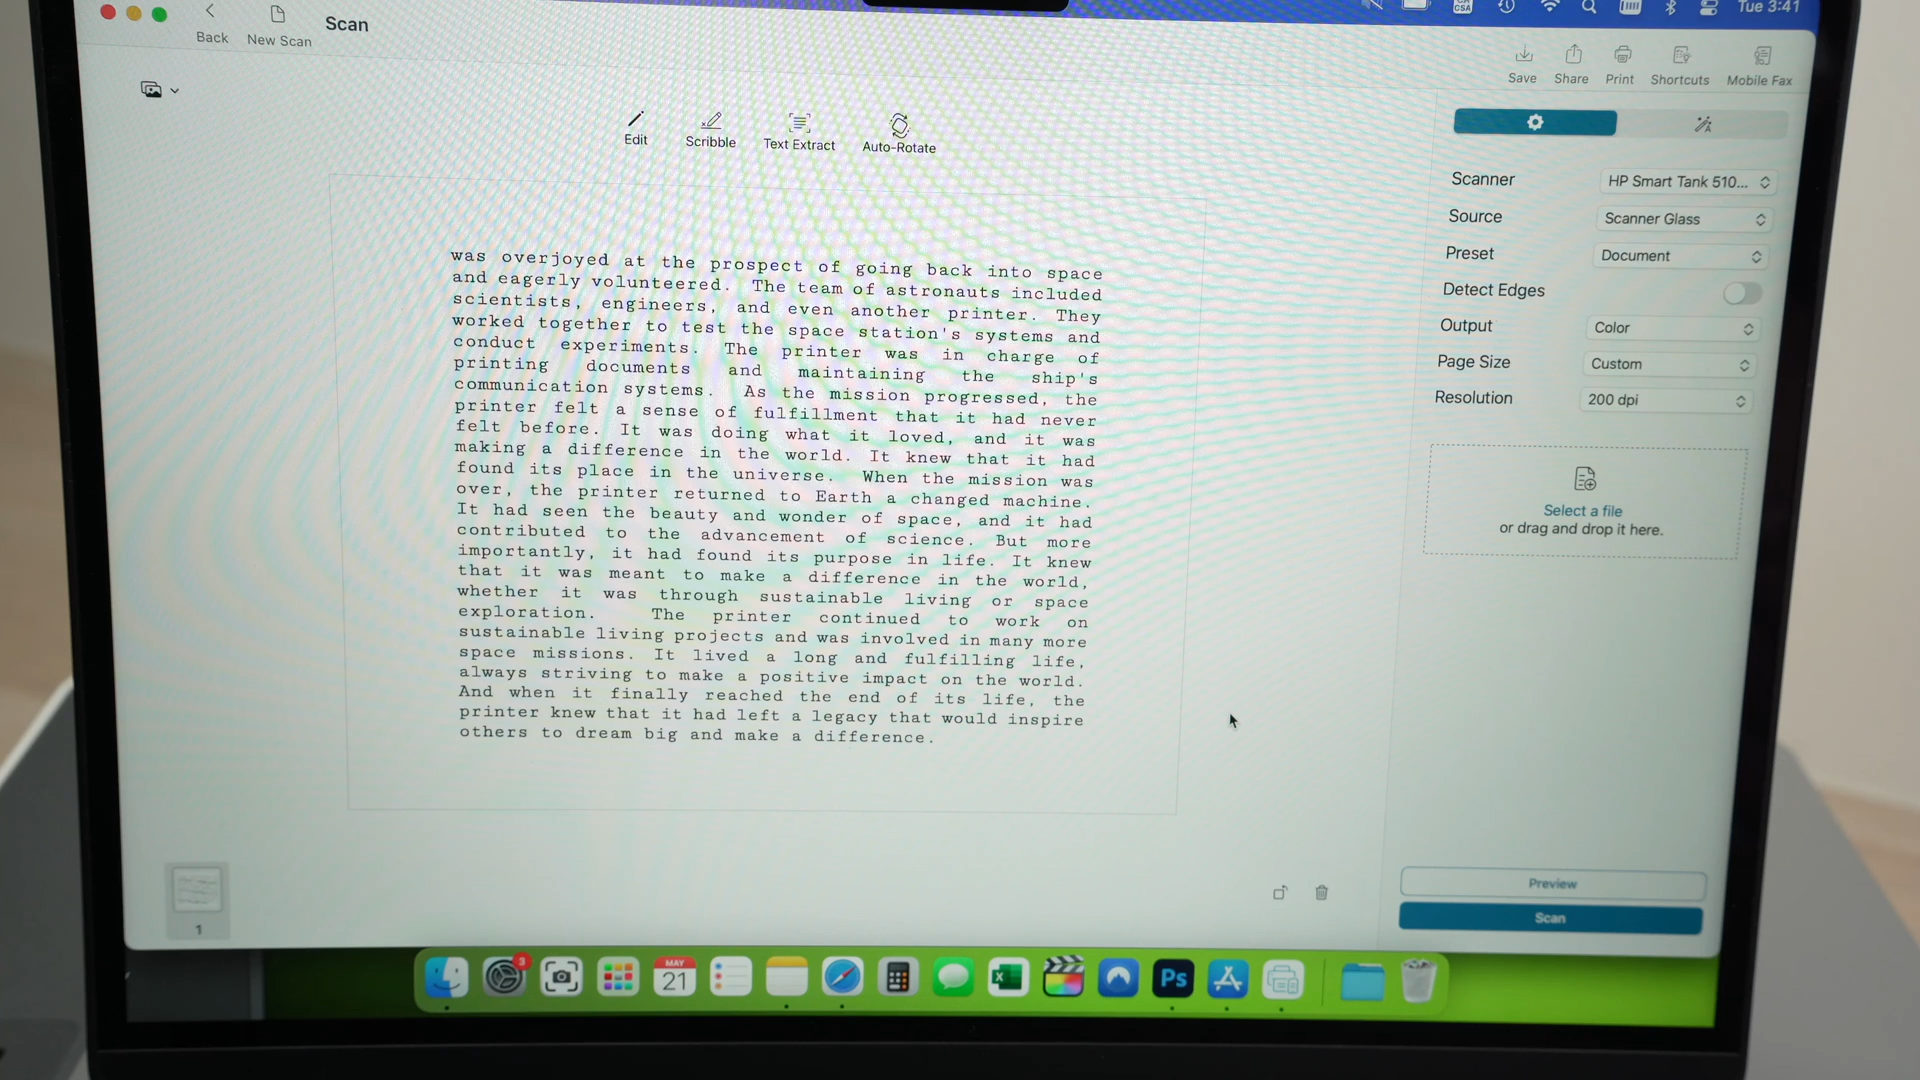 Tue 3:41
Back
New Scan
Scan
Save
Share
Print
Shortcuts
Mobile Fax
Edit
Scribble
Text Extract
Auto-Rotate
was overjoyed at the prospect of going back into space
and eagerly volunteered. The team of astronauts included
scientists, engineers, and even another printer. They
worked together to test the space station's systems and
conduct experiments. The printer was in charge of
printing documents and maintaining the ship's
communication systems. As the mission progressed, the
printer felt a sense of fulfillment that it had never
felt before. It was doing what it loved, and it was
making a difference in the world. It knew that it had
found its place in the universe. When the mission was
over, the printer returned to Earth a changed machine.
It had seen the beauty and wonder of space, and it had
contributed to the advancement of science. But more
importantly, it had found its purpose in life. It knew
that it was meant to make a difference in the world,
whether it was through sustainable living or space
exploration. The printer continued to work on
sustainable living projects and was involved in many more
space missions. It lived a long and fulfilling life,
always striving to make a positive impact on the world.
And when it finally reached the end of its life, the
printer knew that it had left a legacy that would inspire
others to dream big and make a difference.
1
Scanner HP Smart Tank 510...
Source Scanner Glass
Preset Document
Detect Edges
Output Color
Page Size Custom
Resolution 200 dpi
Select a file
or drag and drop it here.
Preview
Scan
3
MAY
21
Ps